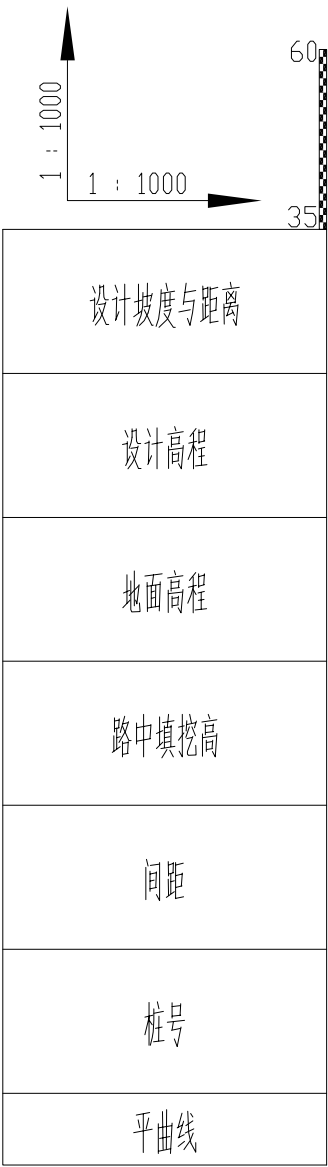 60
1 : 1000
1 : 1000
35
设计坡度与距离
设计高程
地面高程
路中填挖高
间距
桩号
平曲线